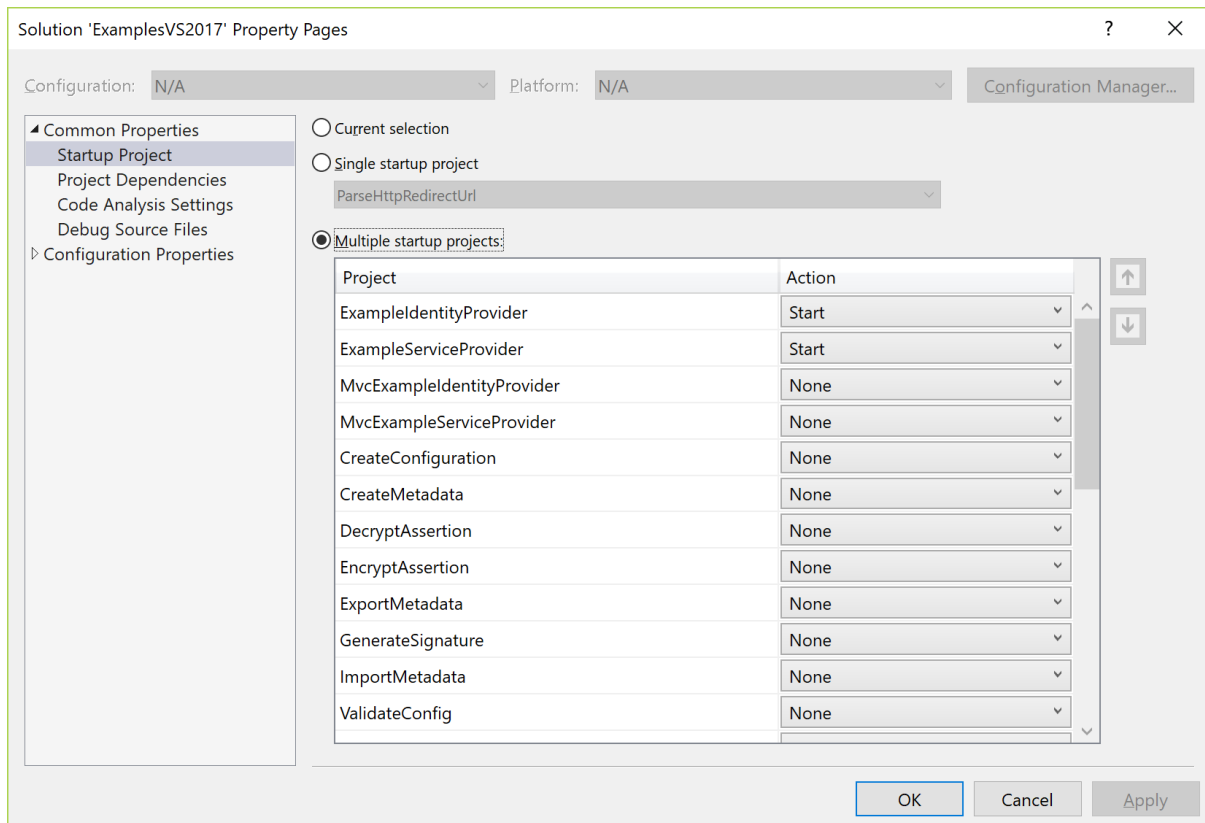 Solution 'ExamplesVS2017' Property Pages ?
Configuration: N/A Platform: N/A Configuration Manager...
Common Properties
Startup Project
Project Dependencies
Code Analysis Settings
Debug Source Files
Configuration Properties
Current selection
Single startup project
ParseHttpRedirectUrl
Multiple startup projects:
Project Action
ExampleIdentityProvider Start
ExampleServiceProvider Start
MvcExampleIdentityProvider None
MvcExampleServiceProvider None
CreateConfiguration None
CreateMetadata None
DecryptAssertion None
EncryptAssertion None
ExportMetadata None
GenerateSignature None
ImportMetadata None
ValidateConfig None
OK Cancel Apply